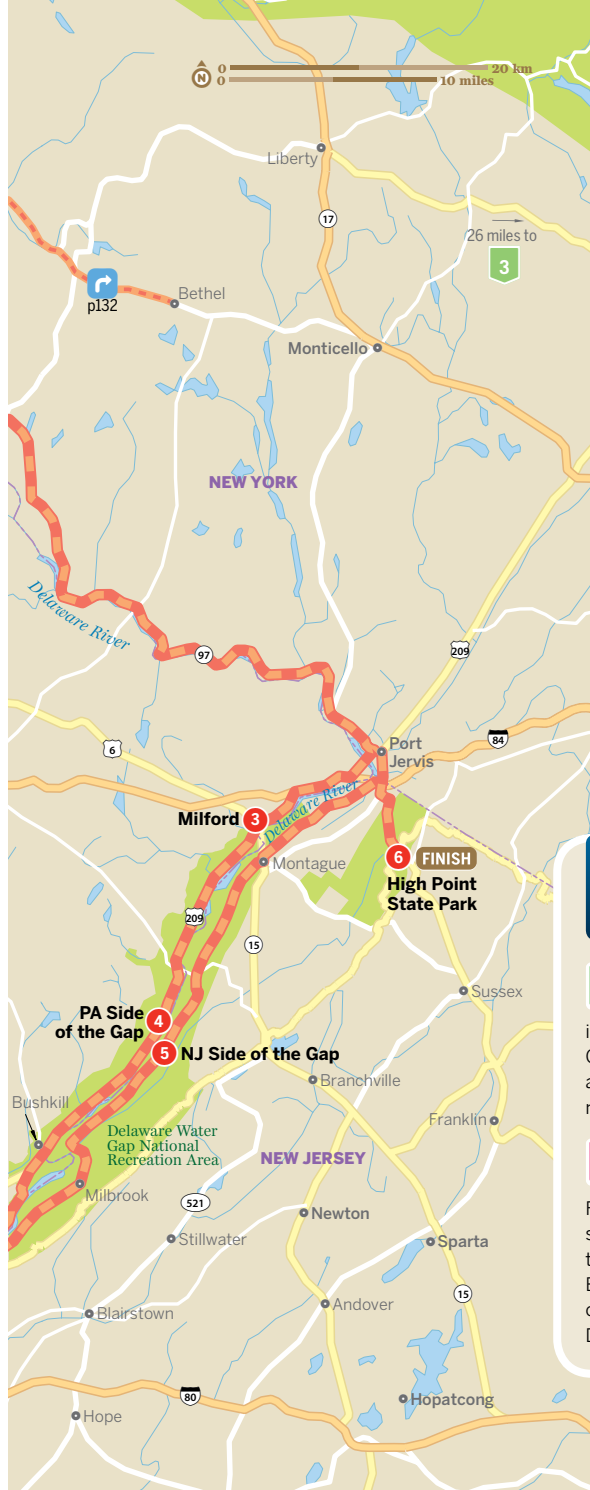 0 20 km
N
0 10 miles
Liberty
17
26 miles to
3
p132
Bethel
Monticello
NEW YORK
Delaware River
97
209
6
Port
Jervis
84
Milford 3
Delaware River
Montague
6 FINISH
High Point
State Park
209
15
PA Side
of the Gap
4
5 NJ Side of the Gap
Sussex
Branchville
Bushkill
Franklin
Delaware Water
Gap National
Recreation Area
NEW JERSEY
Milbrook
521
Newton
Stillwater
Sparta
15
Blairstown
Andover
80
Hopatcong
Hope